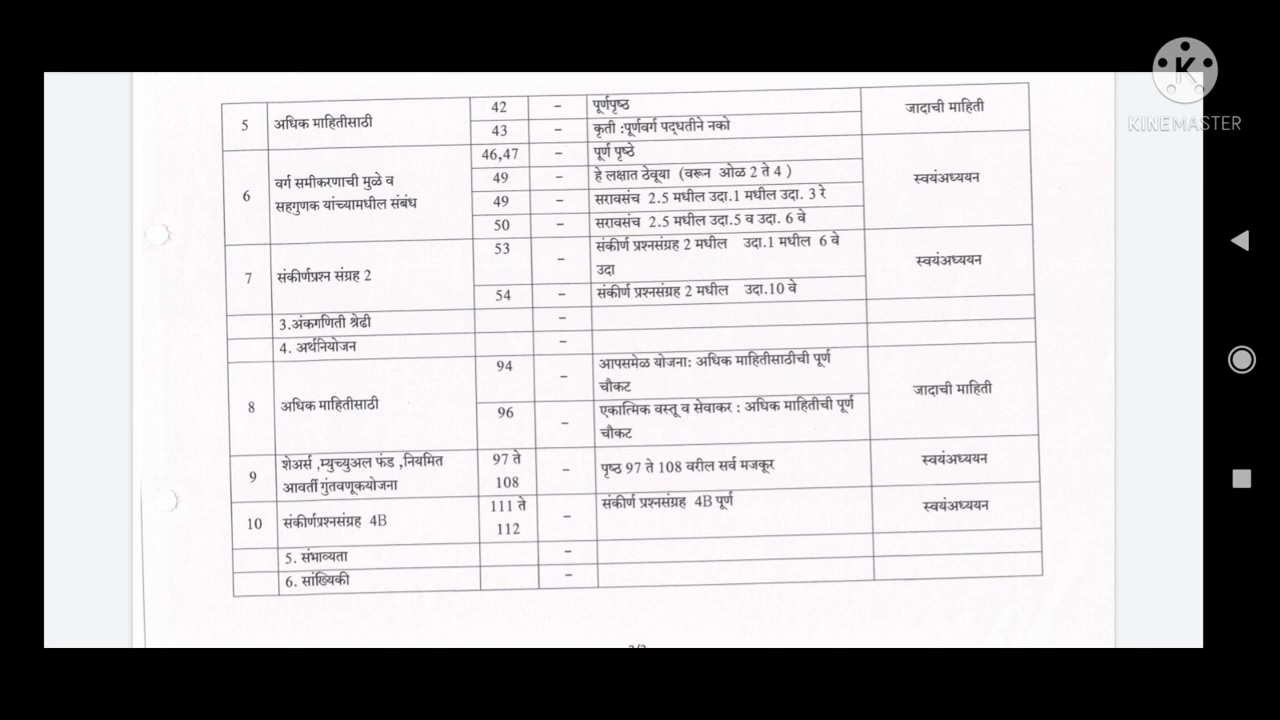 K
KINEMASTER
5 अधिक माहितीसाठी 42 – पूर्णपृष्ठ जादाची माहिती
43 – कृती :पूर्णवर्ग पद्धतीने नको
6 वर्ग समीकरणाची मुळे व सहगुणक यांच्यामधील संबंध 46,47 – पूर्ण पृष्ठे स्वयंअध्ययन
49 – हे लक्षात ठेवूया (वरून ओळ 2 ते 4 )
49 – सरावसंच 2.5 मधील उदा.1 मधील उदा. 3 रे
50 – सरावसंच 2.5 मधील उदा.5 व उदा. 6 वे
7 संकीर्णप्रश्न संग्रह 2 53 – संकीर्ण प्रश्नसंग्रह 2 मधील उदा.1 मधील 6 वे उदा स्वयंअध्ययन
54 – संकीर्ण प्रश्नसंग्रह 2 मधील उदा.10 वे
3.अंकगणिती श्रेढी –
4. अर्थनियोजन –
8 अधिक माहितीसाठी 94 – आपसमेळ योजना: अधिक माहितीसाठीची पूर्ण चौकट जादाची माहिती
96 – एकात्मिक वस्तू व सेवाकर : अधिक माहितीची पूर्ण चौकट
9 शेअर्स ,म्युच्युअल फंड ,नियमित आवर्ती गुंतवणूकयोजना 97 ते 108 – पृष्ठ 97 ते 108 वरील सर्व मजकूर स्वयंअध्ययन
10 संकीर्णप्रश्नसंग्रह 4B 111 ते 112 – संकीर्ण प्रश्नसंग्रह 4B पूर्ण स्वयंअध्ययन
5. संभाव्यता –
6. सांख्यिकी –